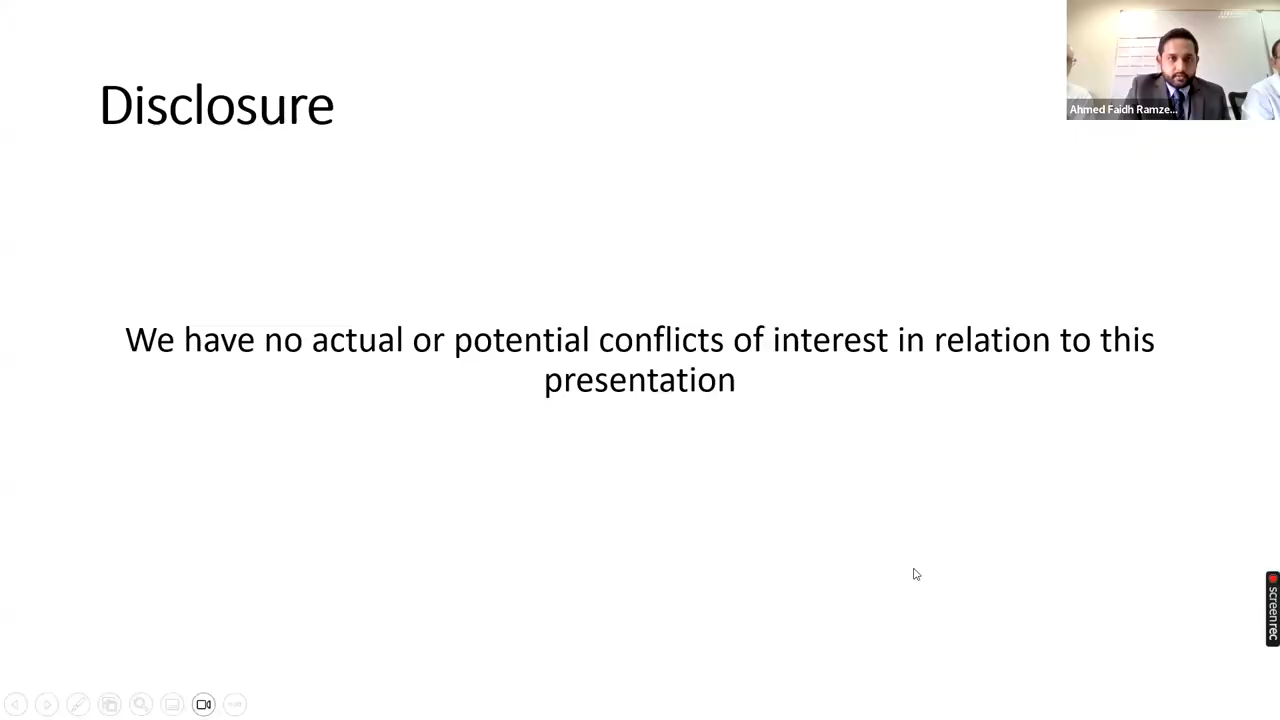 Disclosure
Ahmed Faidh Ramze...
We have no actual or potential conflicts of interest in relation to this
presentation
screenrec